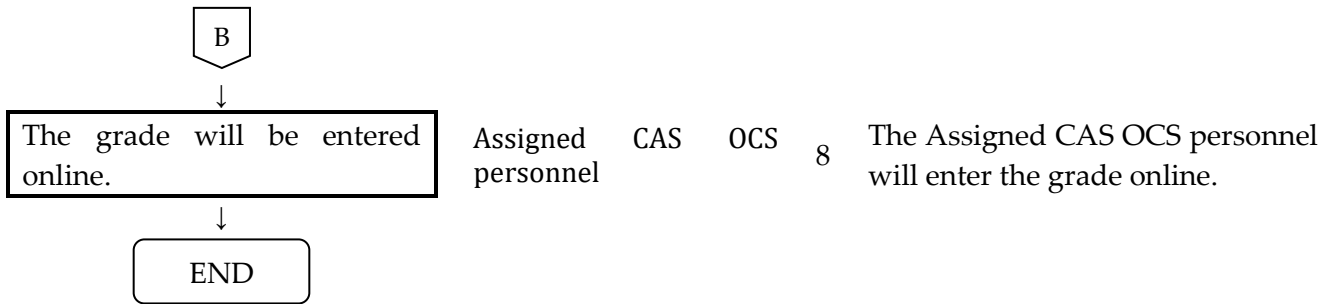 B
↓
The grade will be entered
online.
Assigned CAS OCS
personnel
8
The Assigned CAS OCS personnel
will enter the grade online.
↓
END